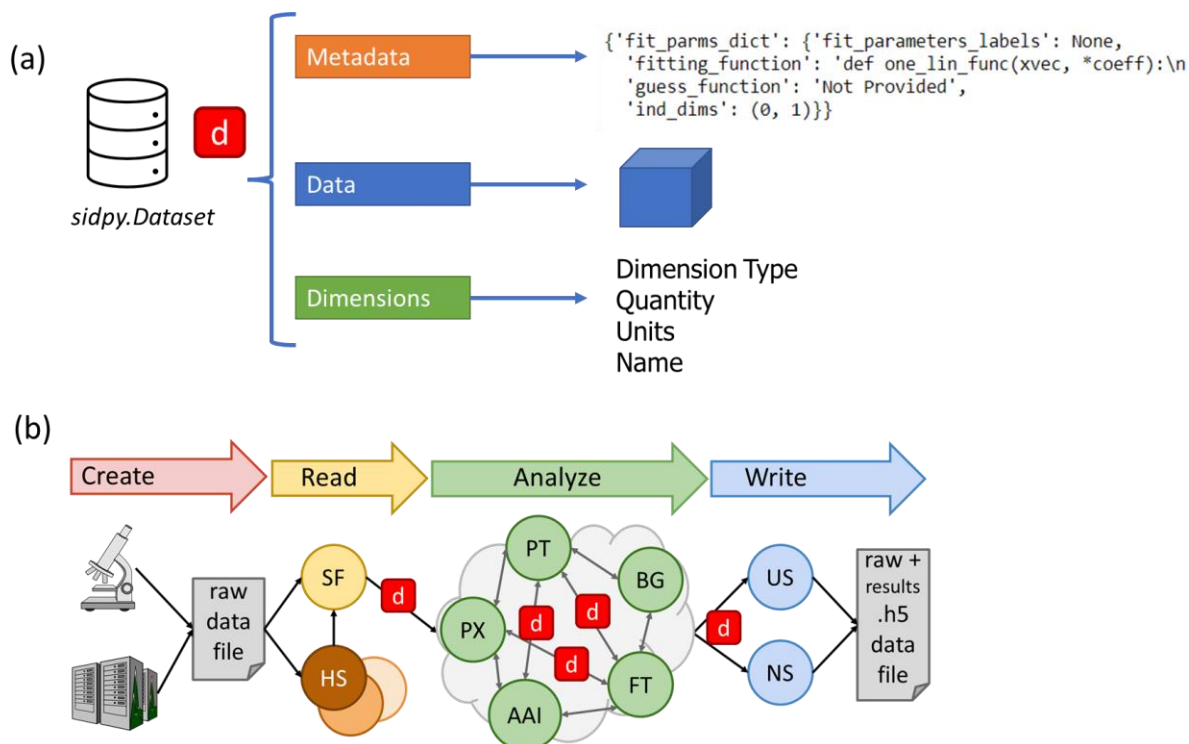 (a)
Metadata
{'fit_parms_dict': {'fit_parameters_labels': None,
'fitting_function': 'def one_lin_func(xvec, *coeff):\n
'guess_function': 'Not Provided',
'ind_dims': (0, 1)}}
d
sidpy.Dataset
Data
Dimensions
Dimension Type
Quantity
Units
Name
(b)
Create
Read
Analyze
Write
raw
data
file
SF
HS
d
PX
PT
BG
d
d
d
AAI
FT
d
US
NS
raw +
results
.h5
data
file